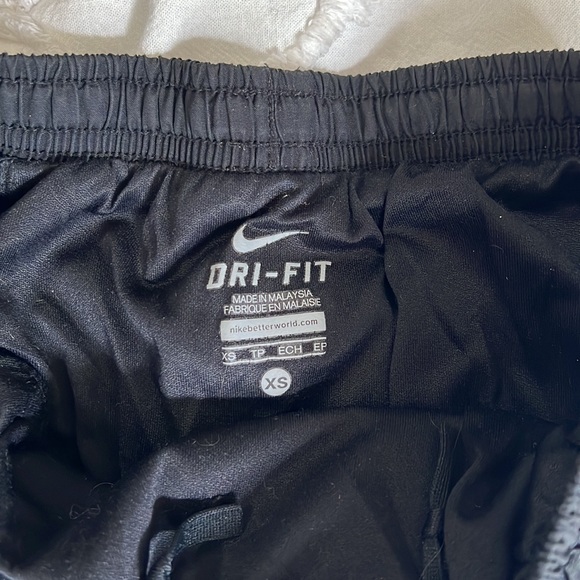 DRI-FIT
MADE IN MALAYSIA
FABRIQUE EN MALAISIE
nikebetterworld.com
XS TP ECH EP
XS